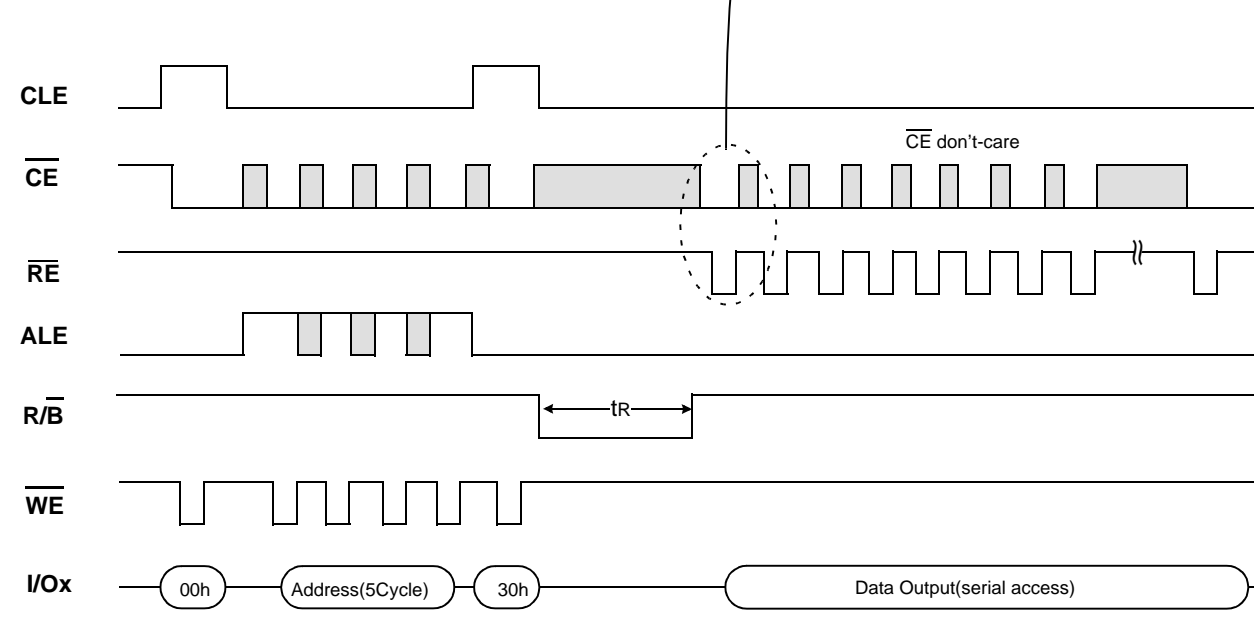 CLE
CE don't-care
CE
RE
ALE
R/B
tR
WE
I/Ox
00h
Address(5Cycle)
30h
Data Output(serial access)